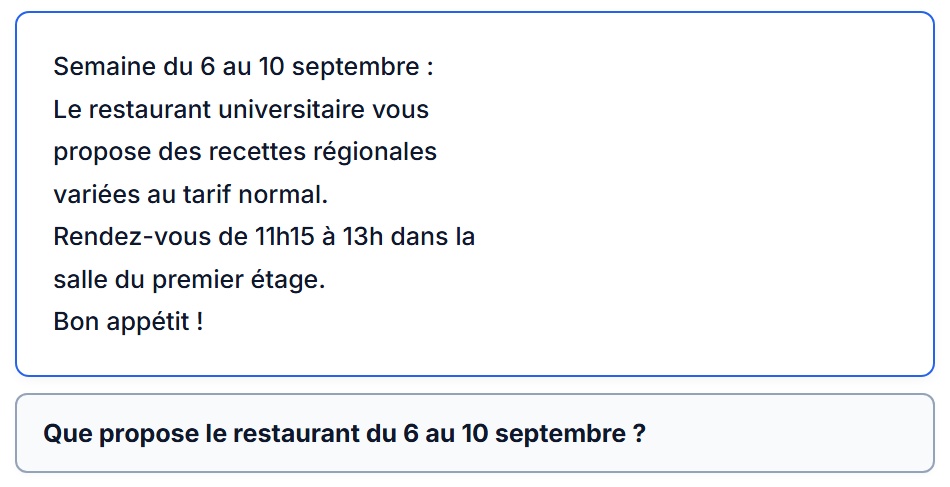 Semaine du 6 au 10 septembre :
Le restaurant universitaire vous
propose des recettes régionales
variées au tarif normal.
Rendez-vous de 11h15 à 13h dans la
salle du premier étage.
Bon appétit !
Que propose le restaurant du 6 au 10 septembre ?